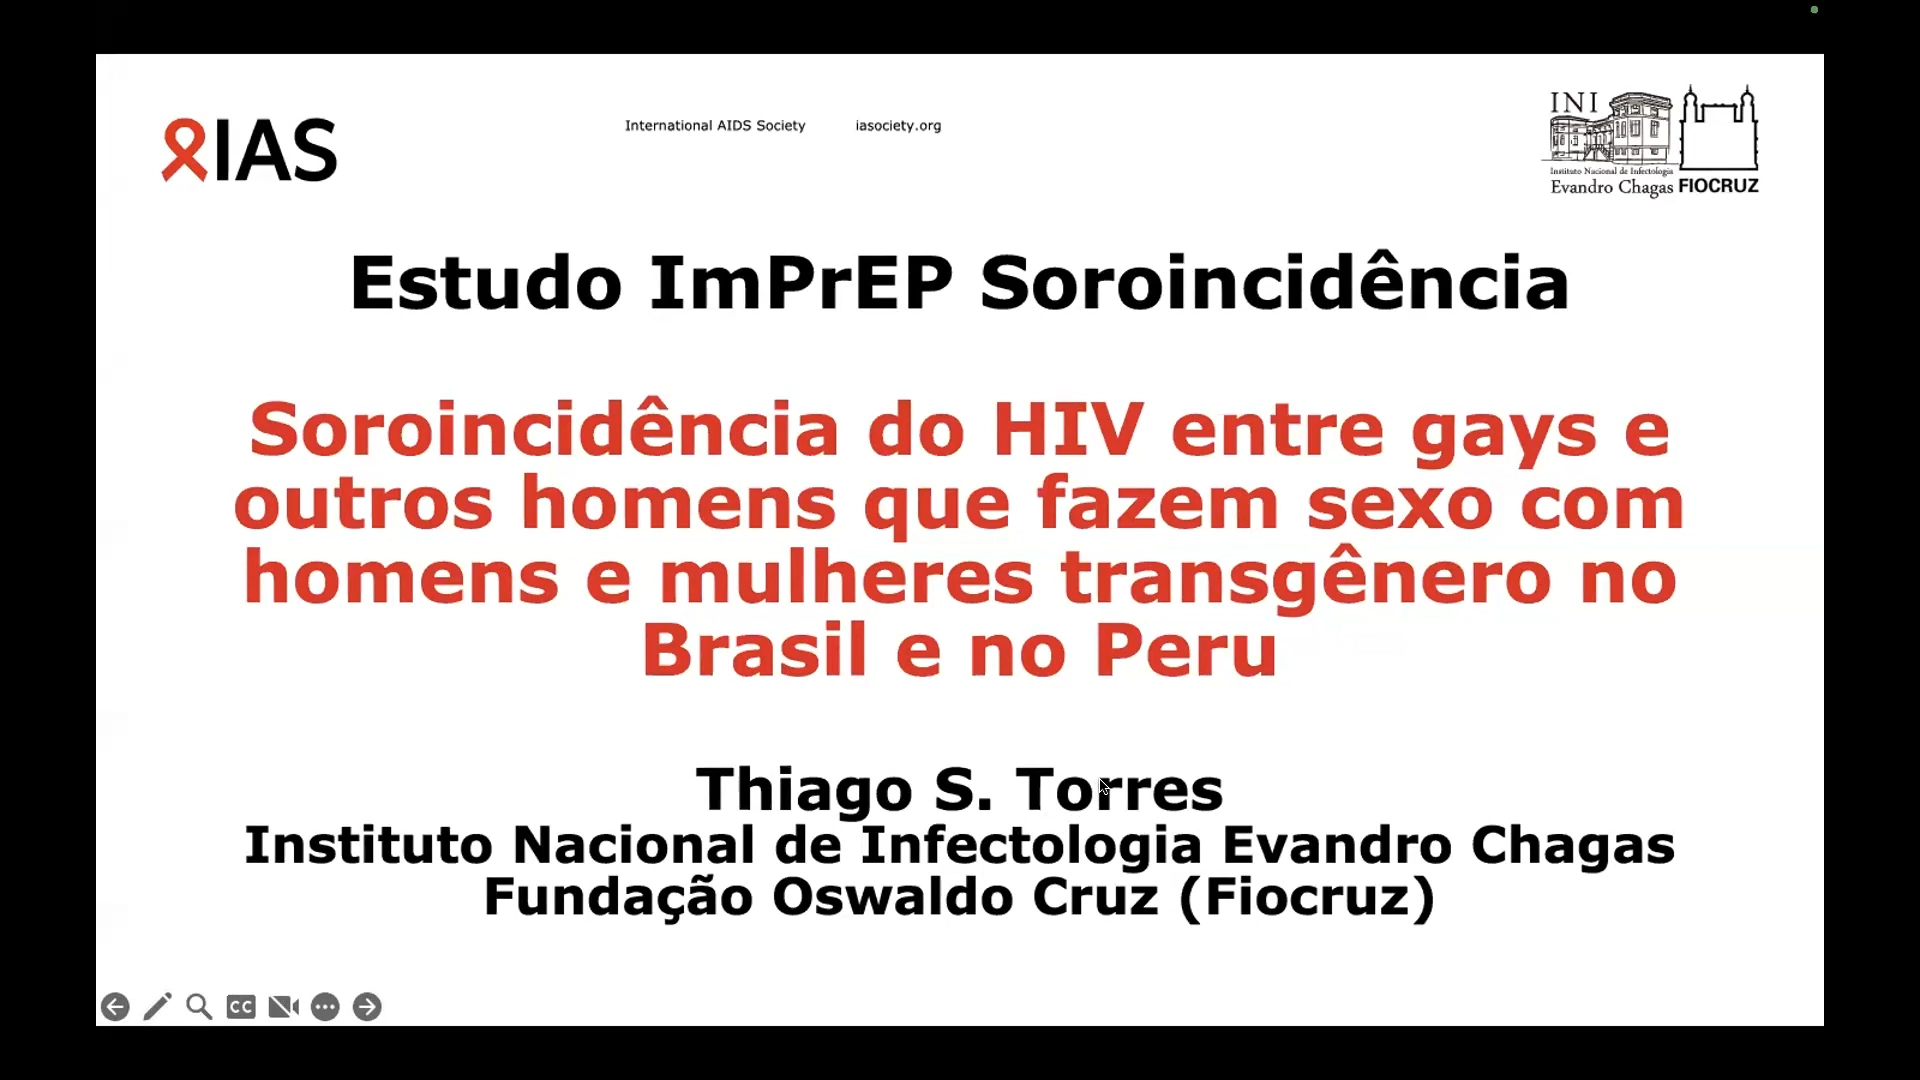 IAS
International AIDS Society iasociety.org
INI
Instituto Nacional de Infectologia
Evandro Chagas FIOCRUZ
Estudo ImPrEP Soroincidência
Soroincidência do HIV entre gays e
outros homens que fazem sexo com
homens e mulheres transgênero no
Brasil e no Peru
Thiago S. Torres
Instituto Nacional de Infectologia Evandro Chagas
Fundação Oswaldo Cruz (Fiocruz)
CC